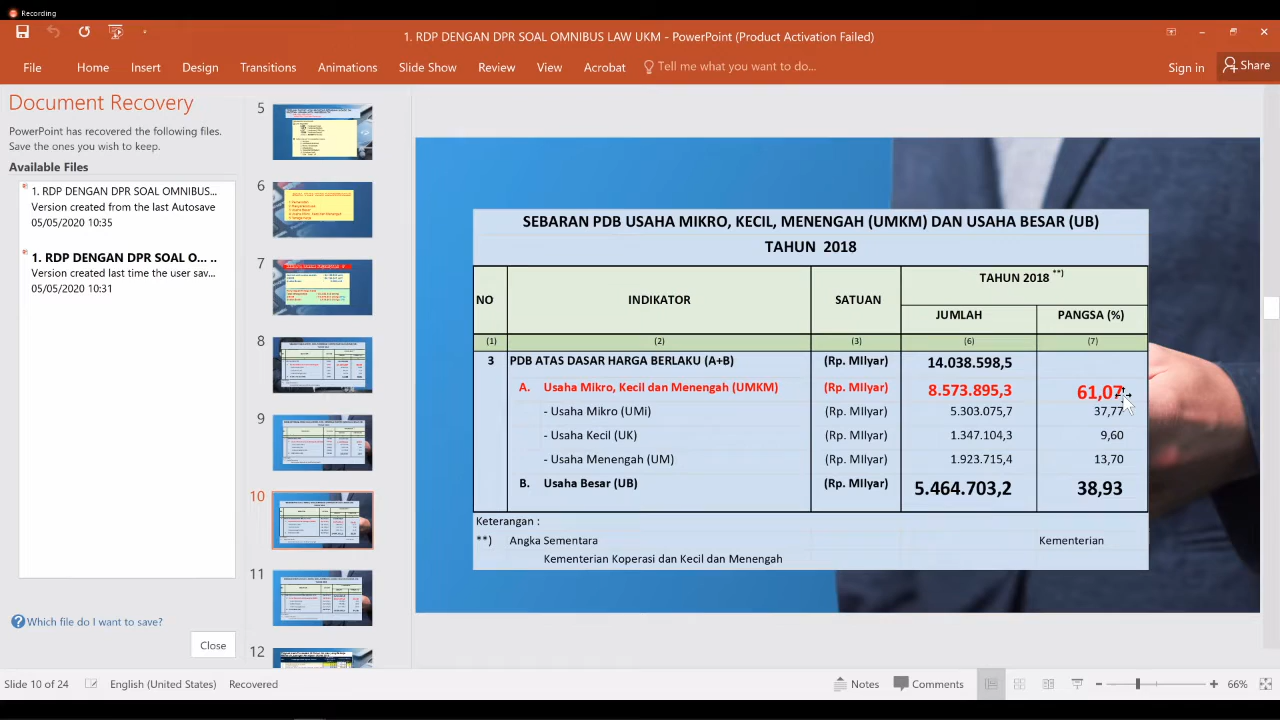 Recording
1. RDP DENGAN DPR SOAL OMNIBUS LAW UKM - PowerPoint (Product Activation Failed)
File Home Insert Design Transitions Animations Slide Show Review View Acrobat Tell me what you want to do... Sign in Share
Document Recovery
PowerPoint has recovered the following files.
Save the ones you wish to keep.
Available Files
1. RDP DENGAN DPR SOAL OMNIBUS...
Version created from the last Autosave
05/05/2020 10:35
1. RDP DENGAN DPR SOAL O... ..
Version created last time the user sav...
05/05/2020 10:31
Which file do I want to save?
Close
5
6
7
8
9
10
11
12
SEBARAN PDB USAHA MIKRO, KECIL, MENENGAH (UMKM) DAN USAHA BESAR (UB)
TAHUN 2018
NO INDIKATOR SATUAN TAHUN 2018 **)
JUMLAH PANGSA (%)
(1) (2) (3) (6)
3 PDB ATAS DASAR HARGA BERLAKU (Rp. Milyar) 14.038.598,5
A. Usaha Mikro, Kecil dan Menengah (UMKM) (Rp. Milyar) 8.573.895,3 61,07
- Usaha Mikro (UMi) (Rp. Milyar) 5.303.075,7 37,77
- Usaha Kecil (UK) (Rp. Milyar) 1.347.104,3 9,60
- Usaha Menengah (UM) (Rp. Milyar) 1.923.715,4 13,70
B. Usaha Besar (UB) (Rp. Milyar) 5.464.703,2 38,93
Keterangan :
**) Angka Sementara Kementerian
Kementerian Koperasi dan Kecil dan Menengah
Slide 10 of 24 English (United States) Recovered Notes Comments 66%